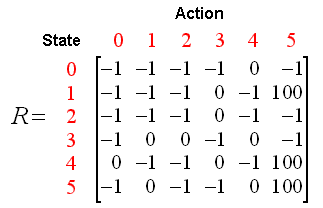 Action
State 0 1 2 3 4 5
0 −1 −1 −1 −1 0 −1
1 −1 −1 −1 0 −1 100
R= 2 −1 −1 −1 0 −1 −1
3 −1 0 0 −1 0 −1
4 0 −1 −1 0 −1 100
5 −1 0 −1 −1 0 100